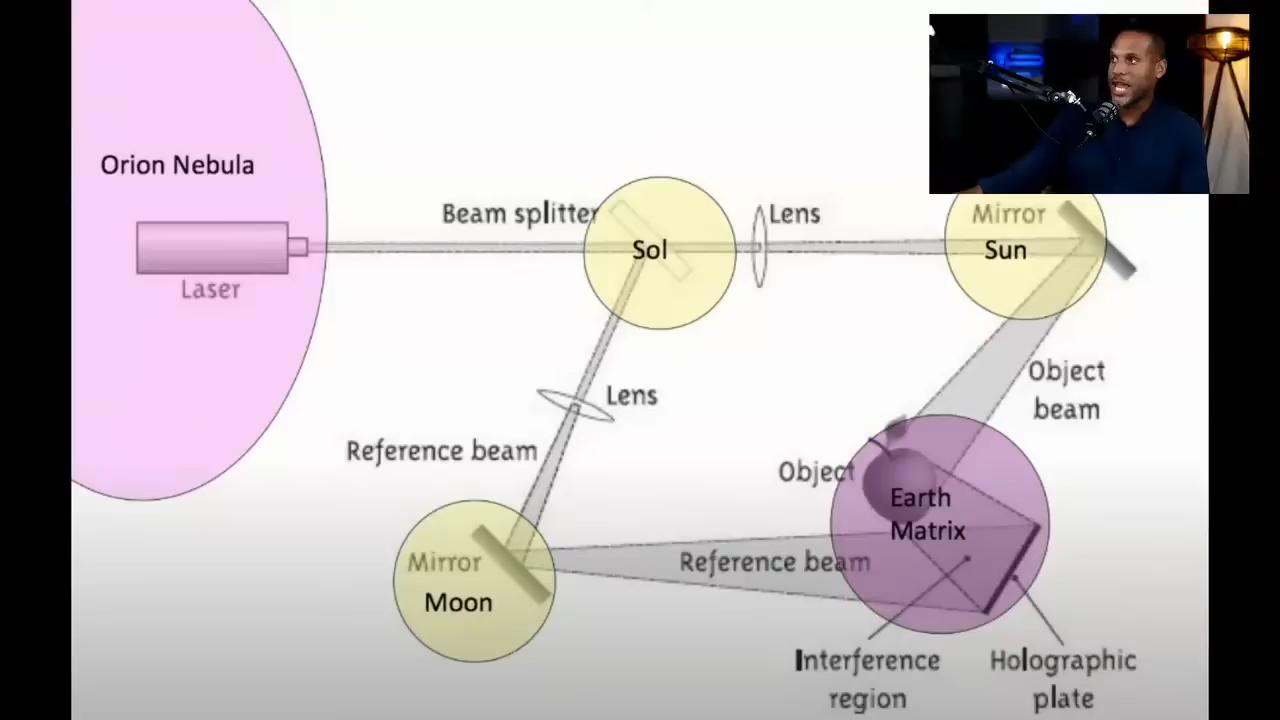 Orion Nebula
Laser
Beam splitter
Sol
Lens
Mirror
Sun
Object
beam
Lens
Reference beam
Object
Earth
Matrix
Mirror
Moon
Reference beam
Interference
region
Holographic
plate